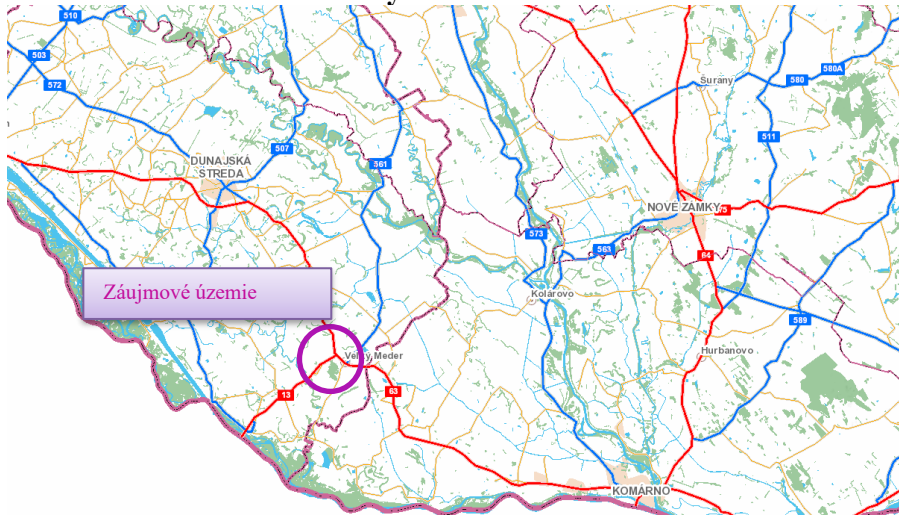 510
503
572
580A
580
Šurany
511
DUNAJSKÁ
STREDA
507
561
NOVÉ ZÁMKY
75
573
563
64
Záujmové územie
Kolárovo
589
Veľký Meder
Hurbanovo
13
63
KOMÁRNO